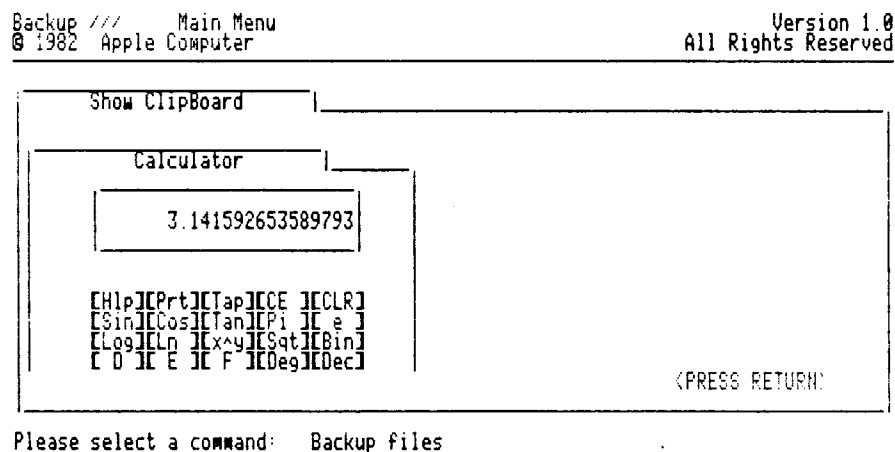 Backup /// Main Menu Version 1.0
© 1982 Apple Computer All Rights Reserved
Show ClipBoard
Calculator
3.141592653589793
[Hlp][Prt][Tap][CE ][CLR]
[Sin][Cos][Tan][Pi ][ e ]
[Log][Ln ][x^y][Sqt][Bin]
[ D ][ E ][ F ][Deg][Dec]
<PRESS RETURN>
Please select a command: Backup files